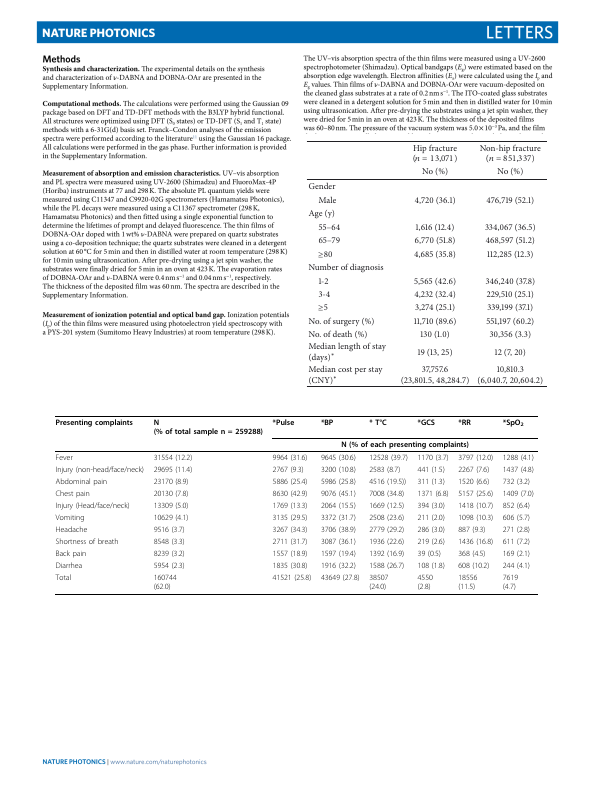 NATURE PHOTONICS
LETTERS
Methods
Synthesis and characterization. The experimental details on the synthesis
and characterization of ν-DABNA and DOBNA-OAr are presented in the
Supplementary Information.
Computational methods. The calculations were performed using the Gaussian 09
package based on DFT and TD-DFT methods with the B3LYP hybrid functional.
All structures were optimized using DFT (S₀ states) or TD-DFT (S₁ and T₁ state)
methods with a 6-31G(d) basis set. Franck–Condon analyses of the emission
spectra were performed according to the literature using the Gaussian 16 package.
All calculations were performed in the gas phase. Further information is provided
in the Supplementary Information.
Measurement of absorption and emission characteristics. UV–vis absorption
and PL spectra were measured using UV-2600 (Shimadzu) and FluoroMax-4P
(Horiba) instruments at 77 and 298 K. The absolute PL quantum yields were
measured using C11347 and C9920-02G spectrometers (Hamamatsu Photonics),
while the PL decays were measured using a C11367 spectrometer (298 K,
Hamamatsu Photonics) and then fitted using a single exponential function to
determine the lifetimes of prompt and delayed fluorescence. The thin films of
DOBNA-OAr doped with 1 wt% ν-DABNA were prepared on quartz substrates
using a co-deposition technique; the quartz substrates were cleaned in a detergent
solution at 60 °C for 5 min and then in distilled water at room temperature (298 K)
for 10 min using ultrasonication. After pre-drying using a jet spin washer, the
substrates were finally dried for 5 min in an oven at 423 K. The evaporation rates
of DOBNA-OAr and ν-DABNA were 0.4 nm s⁻¹ and 0.04 nm s⁻¹, respectively.
The thickness of the deposited film was 60 nm. The spectra are described in the
Supplementary Information.
Measurement of ionization potential and optical band gap. Ionization potentials
(Iₚ) of the thin films were measured using photoelectron yield spectroscopy with
a PYS-201 system (Sumitomo Heavy Industries) at room temperature (298 K).
The UV–vis absorption spectra of the thin films were measured using a UV-2600
spectrophotometer (Shimadzu). Optical bandgaps (E_g) were estimated based on the
absorption edge wavelength. Electron affinities (Eₐ) were calculated using the Iₚ and
E_g values. Thin films of ν-DABNA and DOBNA-OAr were vacuum-deposited on
the cleaned glass substrates at a rate of 0.2 nm s⁻¹. The ITO-coated glass substrates
were cleaned in a detergent solution for 5 min and then in distilled water for 10 min
using ultrasonication. After pre-drying the substrates using a jet spin washer, they
were dried for 5 min in an oven at 423 K. The thickness of the deposited films
was 60–80 nm. The pressure of the vacuum system was 5.0 × 10⁻⁵ Pa, and the film
Hip fracture Non-hip fracture
(n = 13,071) (n = 851,337)
No (%) No (%)
Gender
Male 4,720 (36.1) 476,719 (52.1)
Age (y)
55–64 1,616 (12.4) 334,067 (36.5)
65–79 6,770 (51.8) 468,597 (51.2)
≥80 4,685 (35.8) 112,285 (12.3)
Number of diagnosis
1-2 5,565 (42.6) 346,240 (37.8)
3-4 4,232 (32.4) 229,510 (25.1)
≥5 3,274 (25.1) 339,199 (37.1)
No. of surgery (%) 11,710 (89.6) 551,197 (60.2)
No. of death (%) 130 (1.0) 30,356 (3.3)
Median length of stay
(days)* 19 (13, 25) 12 (7, 20)
Median cost per stay 37,757.6 10,810.3
(CNY)* (23,801.5, 48,284.7) (6,040.7, 20,604.2)
Presenting complaints N *Pulse *BP * T°C *GCS *RR *SpO₂
(% of total sample n = 259288)
N (% of each presenting complaints)
Fever 31554 (12.2) 9964 (31.6) 9645 (30.6) 12528 (39.7) 1170 (3.7) 3797 (12.0) 1288 (4.1)
Injury (non-head/face/neck) 29695 (11.4) 2767 (9.3) 3200 (10.8) 2583 (8.7) 441 (1.5) 2267 (7.6) 1437 (4.8)
Abdominal pain 23170 (8.9) 5886 (25.4) 5986 (25.8) 4516 (19.5)) 311 (1.3) 1520 (6.6) 732 (3.2)
Chest pain 20130 (7.8) 8630 (42.9) 9076 (45.1) 7008 (34.8) 1371 (6.8) 5157 (25.6) 1409 (7.0)
Injury (Head/face/neck) 13309 (5.0) 1769 (13.3) 2064 (15.5) 1669 (12.5) 394 (3.0) 1418 (10.7) 852 (6.4)
Vomiting 10629 (4.1) 3135 (29.5) 3372 (31.7) 2508 (23.6) 211 (2.0) 1098 (10.3) 606 (5.7)
Headache 9516 (3.7) 3267 (34.3) 3706 (38.9) 2779 (29.2) 286 (3.0) 887 (9.3) 271 (2.8)
Shortness of breath 8548 (3.3) 2711 (31.7) 3087 (36.1) 1936 (22.6) 219 (2.6) 1436 (16.8) 611 (7.2)
Back pain 8239 (3.2) 1557 (18.9) 1597 (19.4) 1392 (16.9) 39 (0.5) 368 (4.5) 169 (2.1)
Diarrhea 5954 (2.3) 1835 (30.8) 1916 (32.2) 1588 (26.7) 108 (1.8) 608 (10.2) 244 (4.1)
Total 160744 41521 (25.8) 43649 (27.8) 38507 4550 18556 7619
(62.0) (24.0) (2.8) (11.5) (4.7)
NATURE PHOTONICS | www.nature.com/naturephotonics